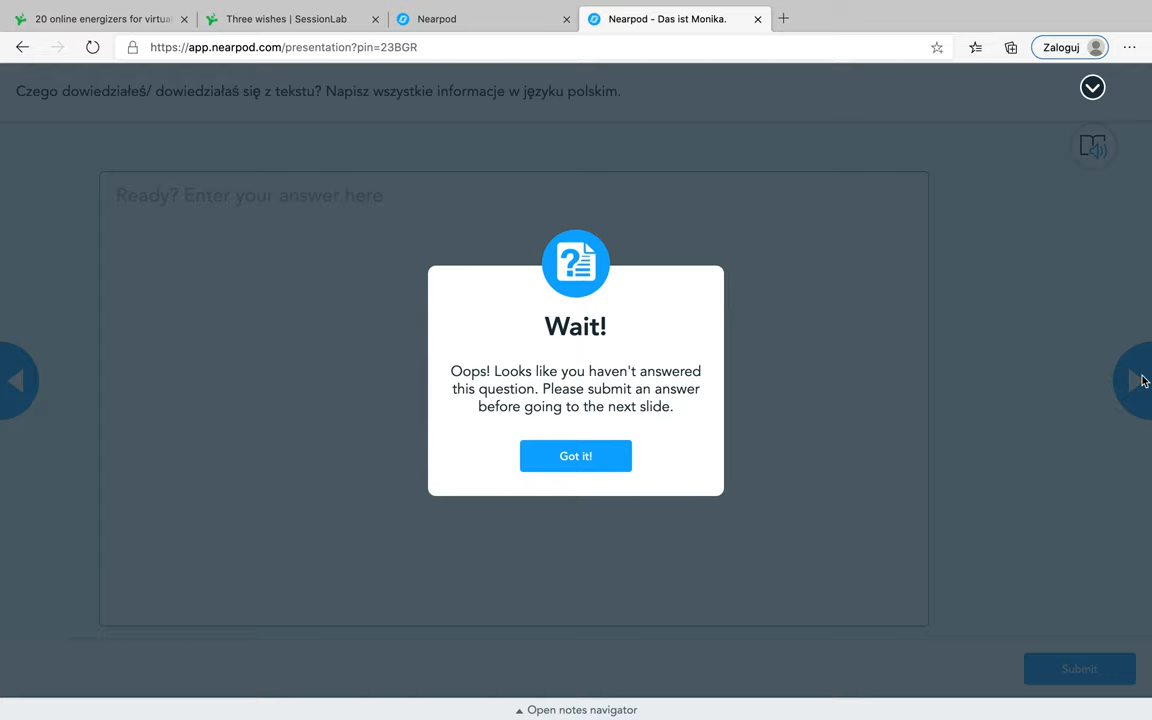 20 online energizers for virtua
Three wishes | SessionLab
Nearpod
Nearpod - Das ist Monika.
https://app.nearpod.com/presentation?pin=23BGR
Zaloguj
Czego dowiedziałeś/ dowiedziałaś się z tekstu? Napisz wszystkie informacje w języku polskim.
Ready? Enter your answer here
Wait!
Oops! Looks like you haven't answered
this question. Please submit an answer
before going to the next slide.
Got it!
Submit
Open notes navigator